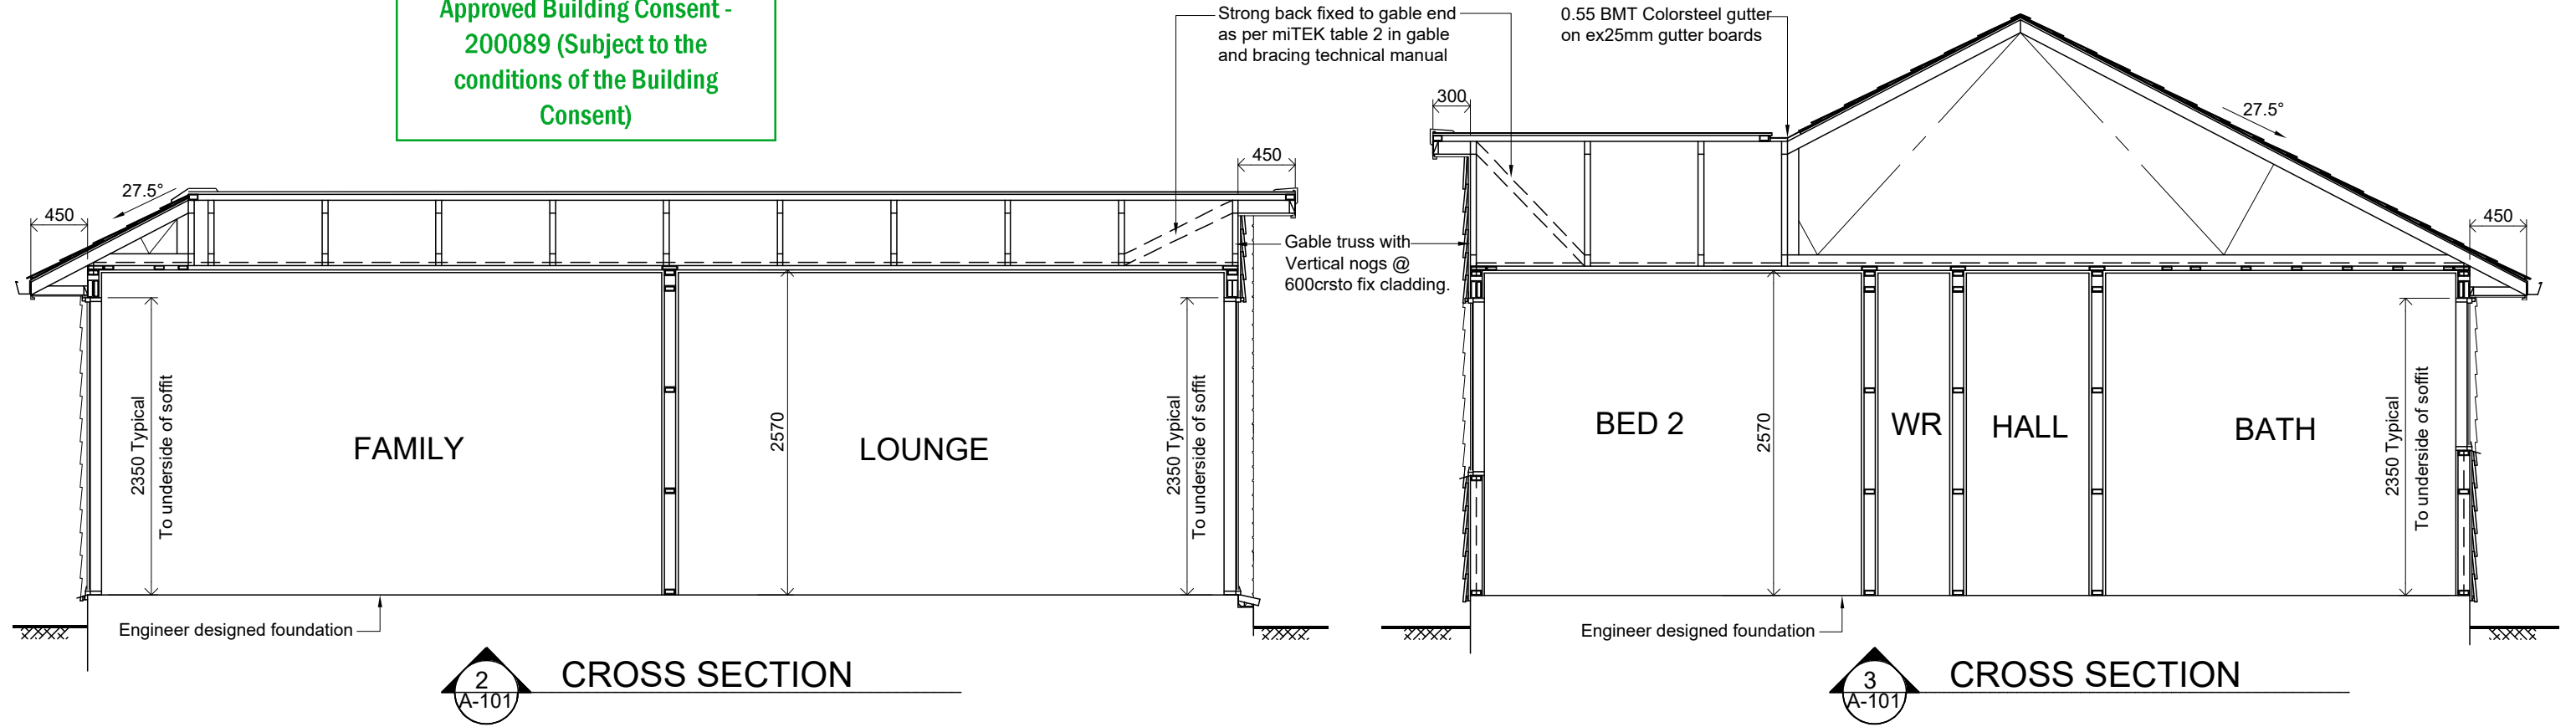 Approved Building Consent -
200089 (Subject to the
conditions of the Building
Consent)
Strong back fixed to gable end
as per miTEK table 2 in gable
and bracing technical manual
0.55 BMT Colorsteel gutter
on ex25mm gutter boards
450
27.5°
450
300
27.5°
450
Gable truss with
Vertical nogs @
600crsto fix cladding.
2350 Typical
To underside of soffit
FAMILY
2570
LOUNGE
2350 Typical
To underside of soffit
BED 2
2570
WR
HALL
BATH
2350 Typical
To underside of soffit
Engineer designed foundation
Engineer designed foundation
2
A-101
CROSS SECTION
3
A-101
CROSS SECTION